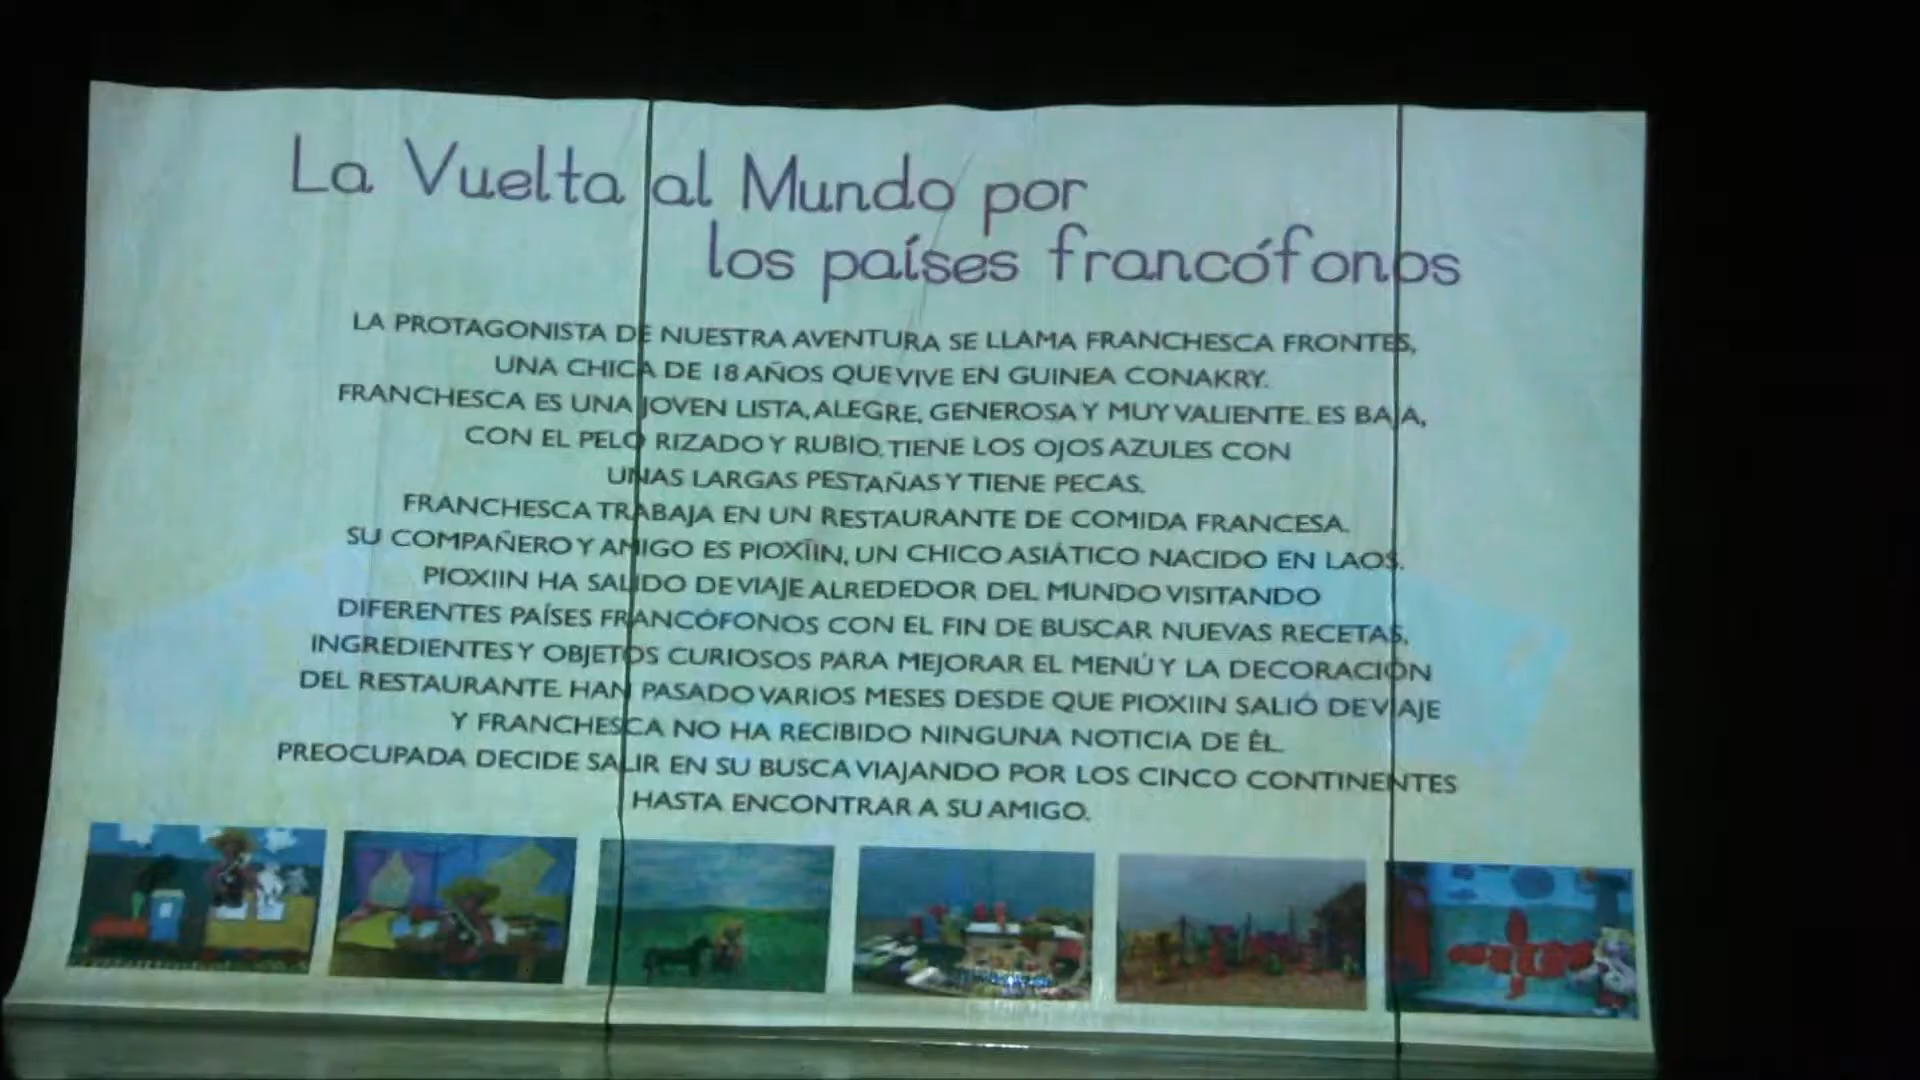 La Vuelta al Mundo por
los países francófonos
LA PROTAGONISTA DE NUESTRA AVENTURA SE LLAMA FRANCHESCA FRONTES,
UNA CHICA DE 18 AÑOS QUE VIVE EN GUINEA CONAKRY.
FRANCHESCA ES UNA JOVEN LISTA, ALEGRE, GENEROSA Y MUY VALIENTE. ES BAJA,
CON EL PELO RIZADO Y RUBIO. TIENE LOS OJOS AZULES CON
UNAS LARGAS PESTAÑAS Y TIENE PECAS.
FRANCHESCA TRABAJA EN UN RESTAURANTE DE COMIDA FRANCESA.
SU COMPAÑERO Y AMIGO ES PIOXIIN, UN CHICO ASIÁTICO NACIDO EN LAOS.
PIOXIIN HA SALIDO DE VIAJE ALREDEDOR DEL MUNDO VISITANDO
DIFERENTES PAÍSES FRANCÓFONOS CON EL FIN DE BUSCAR NUEVAS RECETAS,
INGREDIENTES Y OBJETOS CURIOSOS PARA MEJORAR EL MENÚ Y LA DECORACIÓN
DEL RESTAURANTE. HAN PASADO VARIOS MESES DESDE QUE PIOXIIN SALIÓ DE VIAJE
Y FRANCHESCA NO HA RECIBIDO NINGUNA NOTICIA DE ÉL.
PREOCUPADA DECIDE SALIR EN SU BUSCA VIAJANDO POR LOS CINCO CONTINENTES
HASTA ENCONTRAR A SU AMIGO.